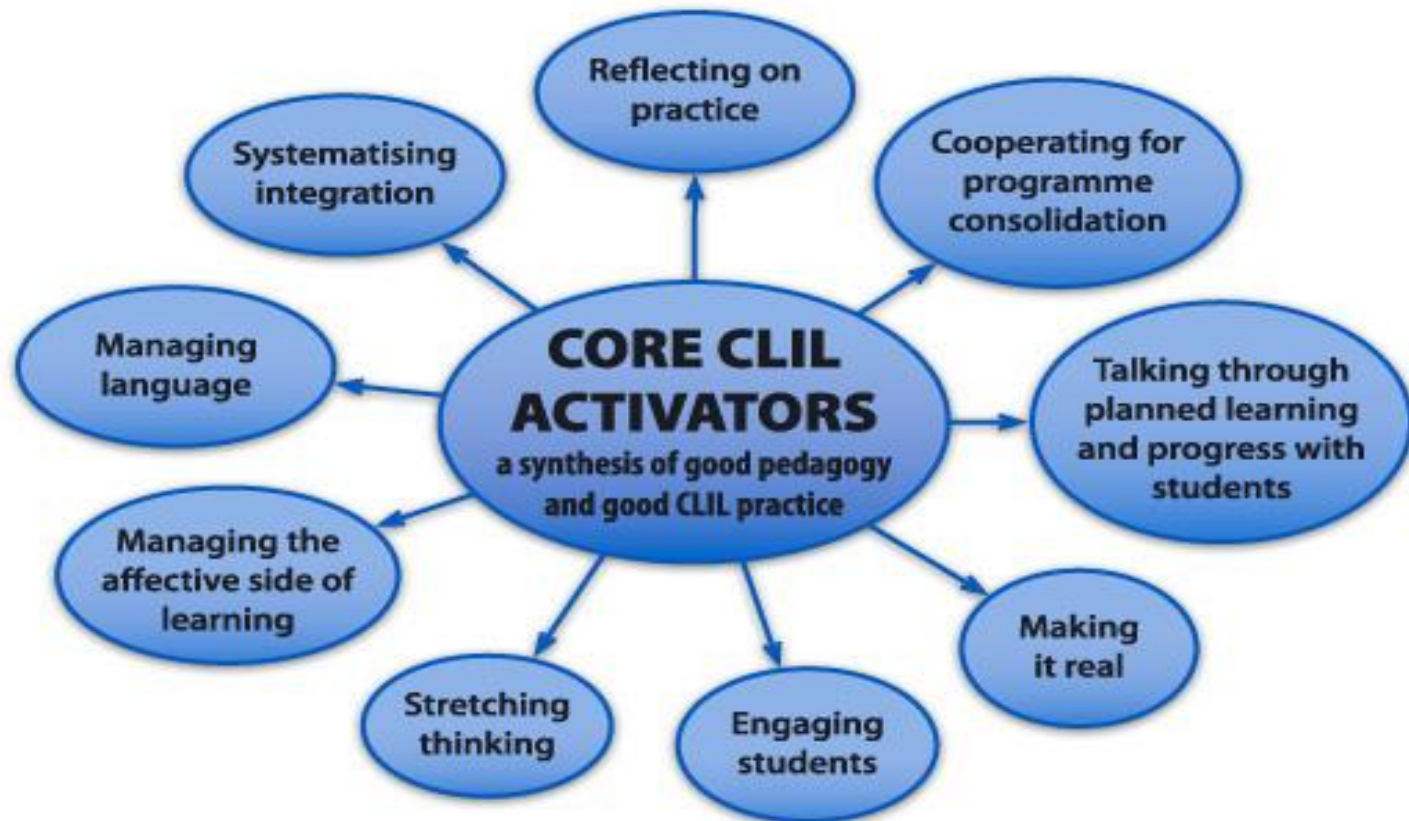 CORE CLIL
ACTIVATORS
a synthesis of good pedagogy
and good CLIL practice
Reflecting on
practice
Cooperating for
programme
consolidation
Talking through
planned learning
and progress with
students
Making
it real
Engaging
students
Stretching
thinking
Managing the
affective side of
learning
Managing
language
Systematising
integration